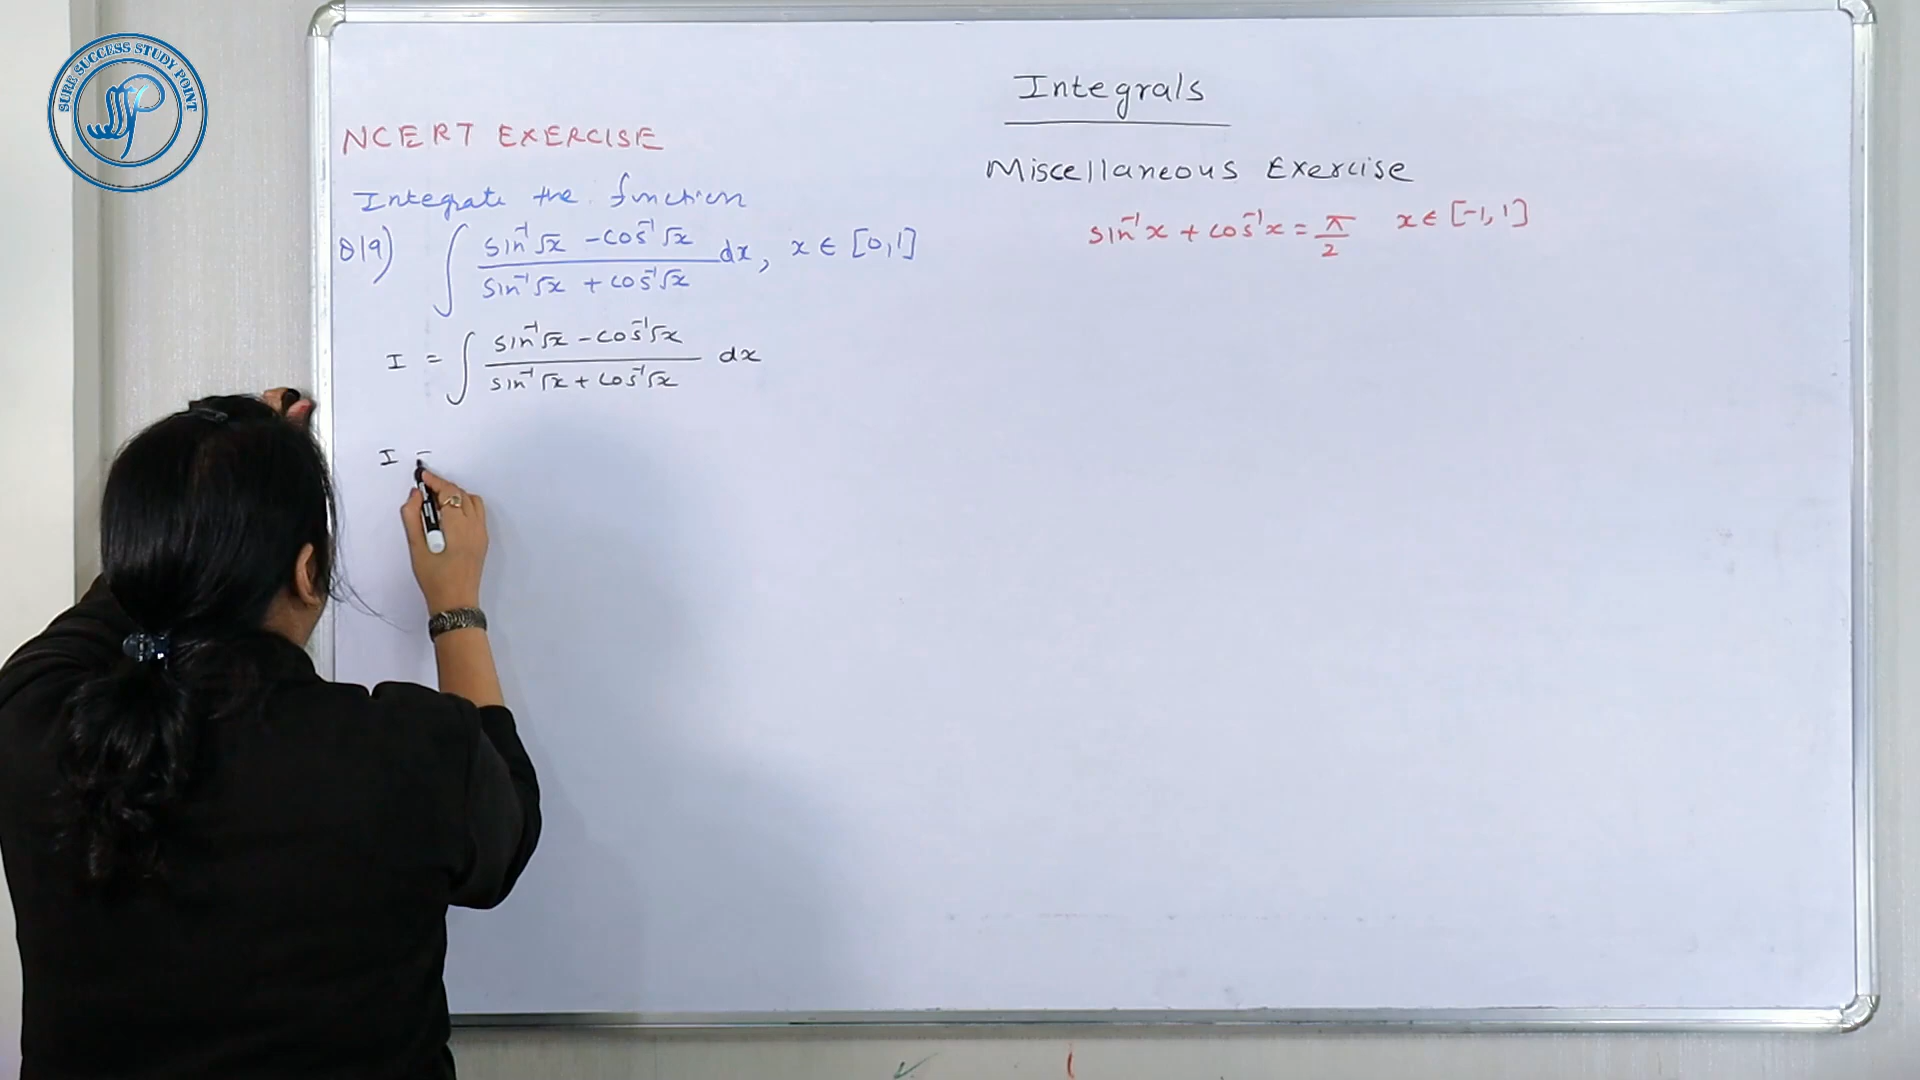 SURE SUCCESS STUDY POINT
SSP
Integrals
NCERT EXERCISE
Miscellaneous Exercise
Integrate the function
sin⁻¹x + cos⁻¹x = π/2   x ∈ [-1, 1]
Q19) ∫ (sin⁻¹√x - cos⁻¹√x)/(sin⁻¹√x + cos⁻¹√x) dx, x ∈ [0,1]
I = ∫ (sin⁻¹√x - cos⁻¹√x)/(sin⁻¹√x + cos⁻¹√x) dx
I =